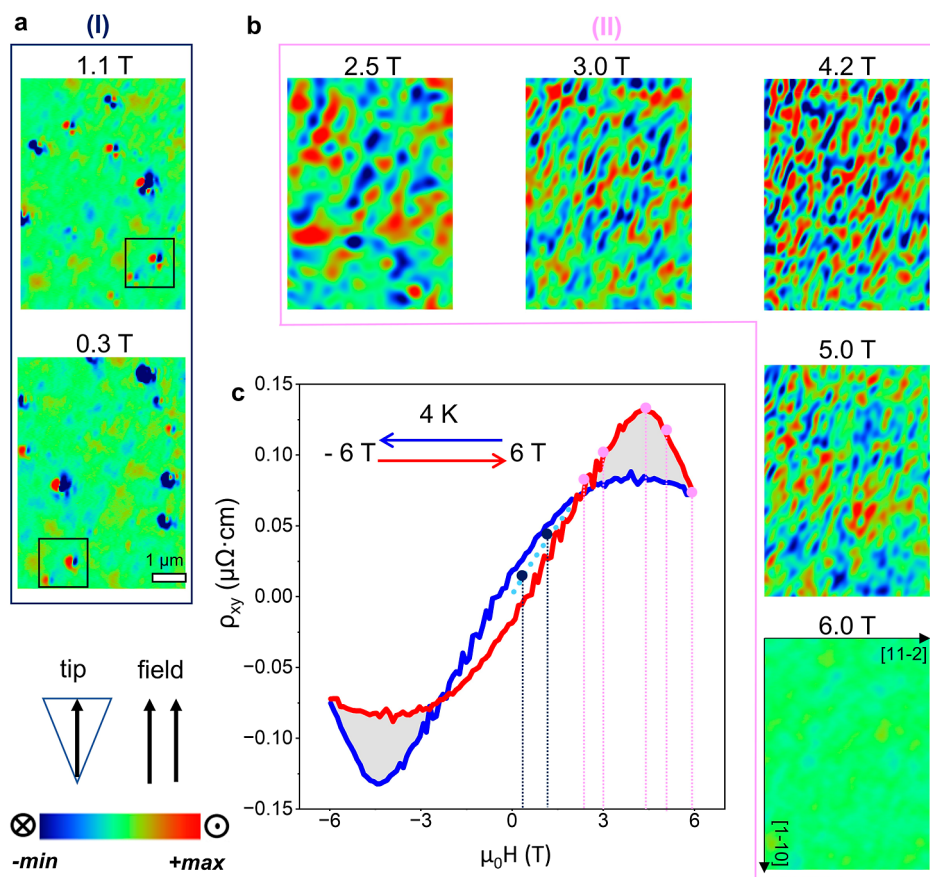 a
(I)
b
(II)
1.1 T
2.5 T
3.0 T
4.2 T
0.3 T
1 μm
5.0 T
c
0.15
0.10
0.05
0.00
−0.05
−0.10
−0.15
ρxy (μΩ·cm)
4 K
- 6 T
6 T
−6
−3
0
3
6
μ0H (T)
6.0 T
[11-2]
[1-10]
tip
field
-min
+max